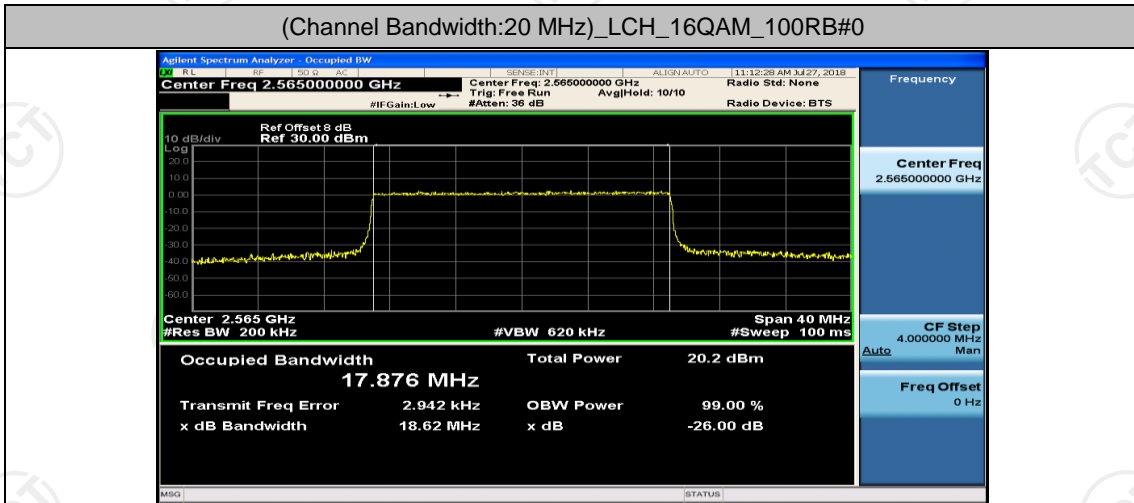 (Channel Bandwidth:20 MHz)_LCH_16QAM_100RB#0
Agilent Spectrum Analyzer - Occupied BW
LXI RL RF 50 Ω AC SENSE:INT ALIGN AUTO 11:12:28 AM Jul 27, 2018
Center Freq 2.565000000 GHz
Center Freq: 2.565000000 GHz Radio Std: None
Trig: Free Run Avg|Hold: 10/10
#IFGain:Low #Atten: 36 dB Radio Device: BTS
Ref Offset 8 dB
10 dB/div Ref 30.00 dBm
Log
20.0
10.0
0.00
-10.0
-20.0
-30.0
-40.0
-50.0
-60.0
Center 2.565 GHz Span 40 MHz
#Res BW 200 kHz #VBW 620 kHz #Sweep 100 ms
Occupied Bandwidth Total Power 20.2 dBm
17.876 MHz
Transmit Freq Error 2.942 kHz OBW Power 99.00 %
x dB Bandwidth 18.62 MHz x dB -26.00 dB
MSG STATUS
Frequency
Center Freq
2.565000000 GHz
CF Step
4.000000 MHz
Auto Man
Freq Offset
0 Hz
TCT
TCT